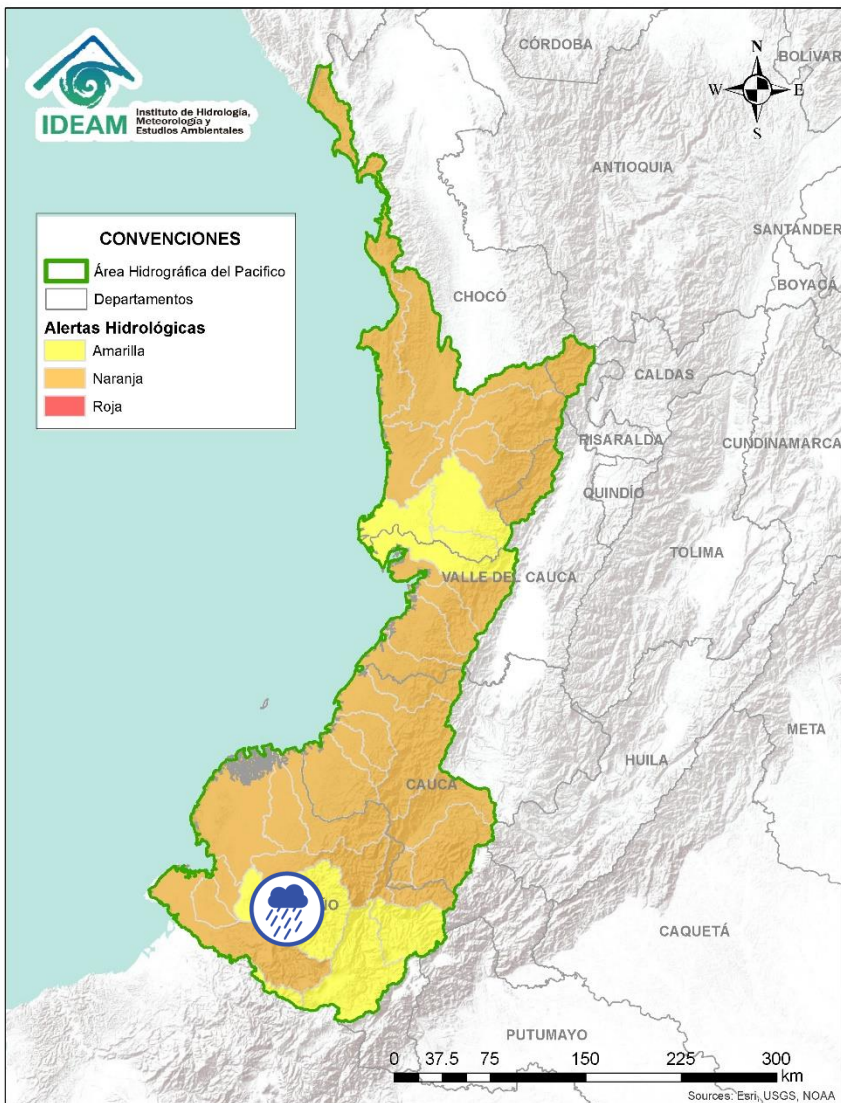 CÓRDOBA
BOLÍVAR
N
W
E
S
IDEAM
Instituto de Hidrología,
Meteorología y
Estudios Ambientales
ANTIOQUIA
SANTANDER
BOYACÁ
CONVENCIONES
Área Hidrográfica del Pacifico
Departamentos
Alertas Hidrológicas
Amarilla
Naranja
Roja
CHOCÓ
CALDAS
RISARALDA
CUNDINAMARCA
QUINDÍO
TOLIMA
VALLE DEL CAUCA
META
HUILA
CAUCA
ÑO
CAQUETÁ
PUTUMAYO
0 37.5 75 150 225 300
km
Sources: Esri, USGS, NOAA